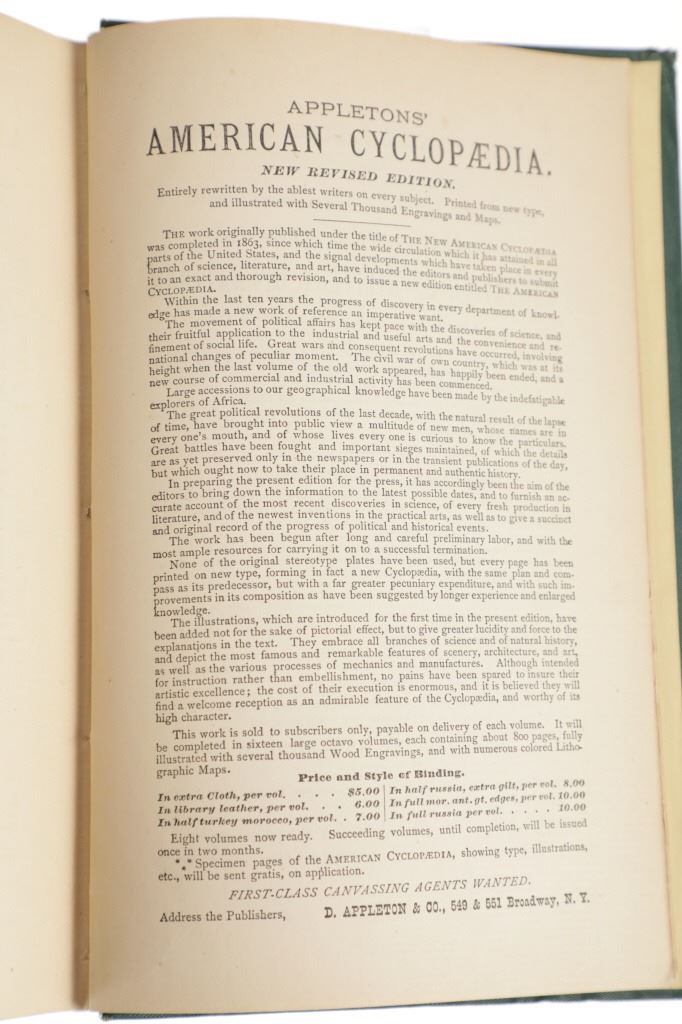 APPLETONS'
AMERICAN CYCLOPÆDIA.
NEW REVISED EDITION.
Entirely rewritten by the ablest writers on every subject. Printed from new type,
and illustrated with Several Thousand Engravings and Maps.
THE work originally published under the title of THE NEW AMERICAN CYCLOPÆDIA
was completed in 1863, since which time the wide circulation which it has attained in all
parts of the United States, and the signal developments which have taken place in every
branch of science, literature, and art, have induced the editors and publishers to submit
it to an exact and thorough revision, and to issue a new edition entitled THE AMERICAN
CYCLOPÆDIA.
Within the last ten years the progress of discovery in every department of knowl-
edge has made a new work of reference an imperative want.
The movement of political affairs has kept pace with the discoveries of science, and
their fruitful application to the industrial and useful arts and the convenience and re-
finement of social life. Great wars and consequent revolutions have occurred, involving
national changes of peculiar moment. The civil war of own country, which was at its
height when the last volume of the old work appeared, has happily been ended, and a
new course of commercial and industrial activity has been commenced.
Large accessions to our geographical knowledge have been made by the indefatigable
explorers of Africa.
The great political revolutions of the last decade, with the natural result of the lapse
of time, have brought into public view a multitude of new men, whose names are in
every one's mouth, and of whose lives every one is curious to know the particulars.
Great battles have been fought and important sieges maintained, of which the details
are as yet preserved only in the newspapers or in the transient publications of the day,
but which ought now to take their place in permanent and authentic history.
In preparing the present edition for the press, it has accordingly been the aim of the
editors to bring down the information to the latest possible dates, and to furnish an ac-
curate account of the most recent discoveries in science, of every fresh production in
literature, and of the newest inventions in the practical arts, as well as to give a succinct
and original record of the progress of political and historical events.
The work has been begun after long and careful preliminary labor, and with the
most ample resources for carrying it on to a successful termination.
None of the original stereotype plates have been used, but every page has been
printed on new type, forming in fact a new Cyclopædia, with the same plan and com-
pass as its predecessor, but with a far greater pecuniary expenditure, and with such im-
provements in its composition as have been suggested by longer experience and enlarged
knowledge.
The illustrations, which are introduced for the first time in the present edition, have
been added not for the sake of pictorial effect, but to give greater lucidity and force to the
explanations in the text. They embrace all branches of science and of natural history,
and depict the most famous and remarkable features of scenery, architecture, and art,
as well as the various processes of mechanics and manufactures. Although intended
for instruction rather than embellishment, no pains have been spared to insure their
artistic excellence; the cost of their execution is enormous, and it is believed they will
find a welcome reception as an admirable feature of the Cyclopædia, and worthy of its
high character.
This work is sold to subscribers only, payable on delivery of each volume. It will
be completed in sixteen large octavo volumes, each containing about 800 pages, fully
illustrated with several thousand Wood Engravings, and with numerous colored Litho-
graphic Maps.
Price and Style of Binding.
In extra Cloth, per vol. . . . $5.00 | In half russia, extra gilt, per vol. 8.00
In library leather, per vol. . . 6.00 | In full mor. ant. gt. edges, per vol. 10.00
In half turkey morocco, per vol. . 7.00 | In full russia per vol. . . . . 10.00
Eight volumes now ready. Succeeding volumes, until completion, will be issued
once in two months.
*** Specimen pages of the AMERICAN CYCLOPÆDIA, showing type, illustrations,
etc., will be sent gratis, on application.
FIRST-CLASS CANVASSING AGENTS WANTED.
Address the Publishers, D. APPLETON & CO., 549 & 551 Broadway, N. Y.